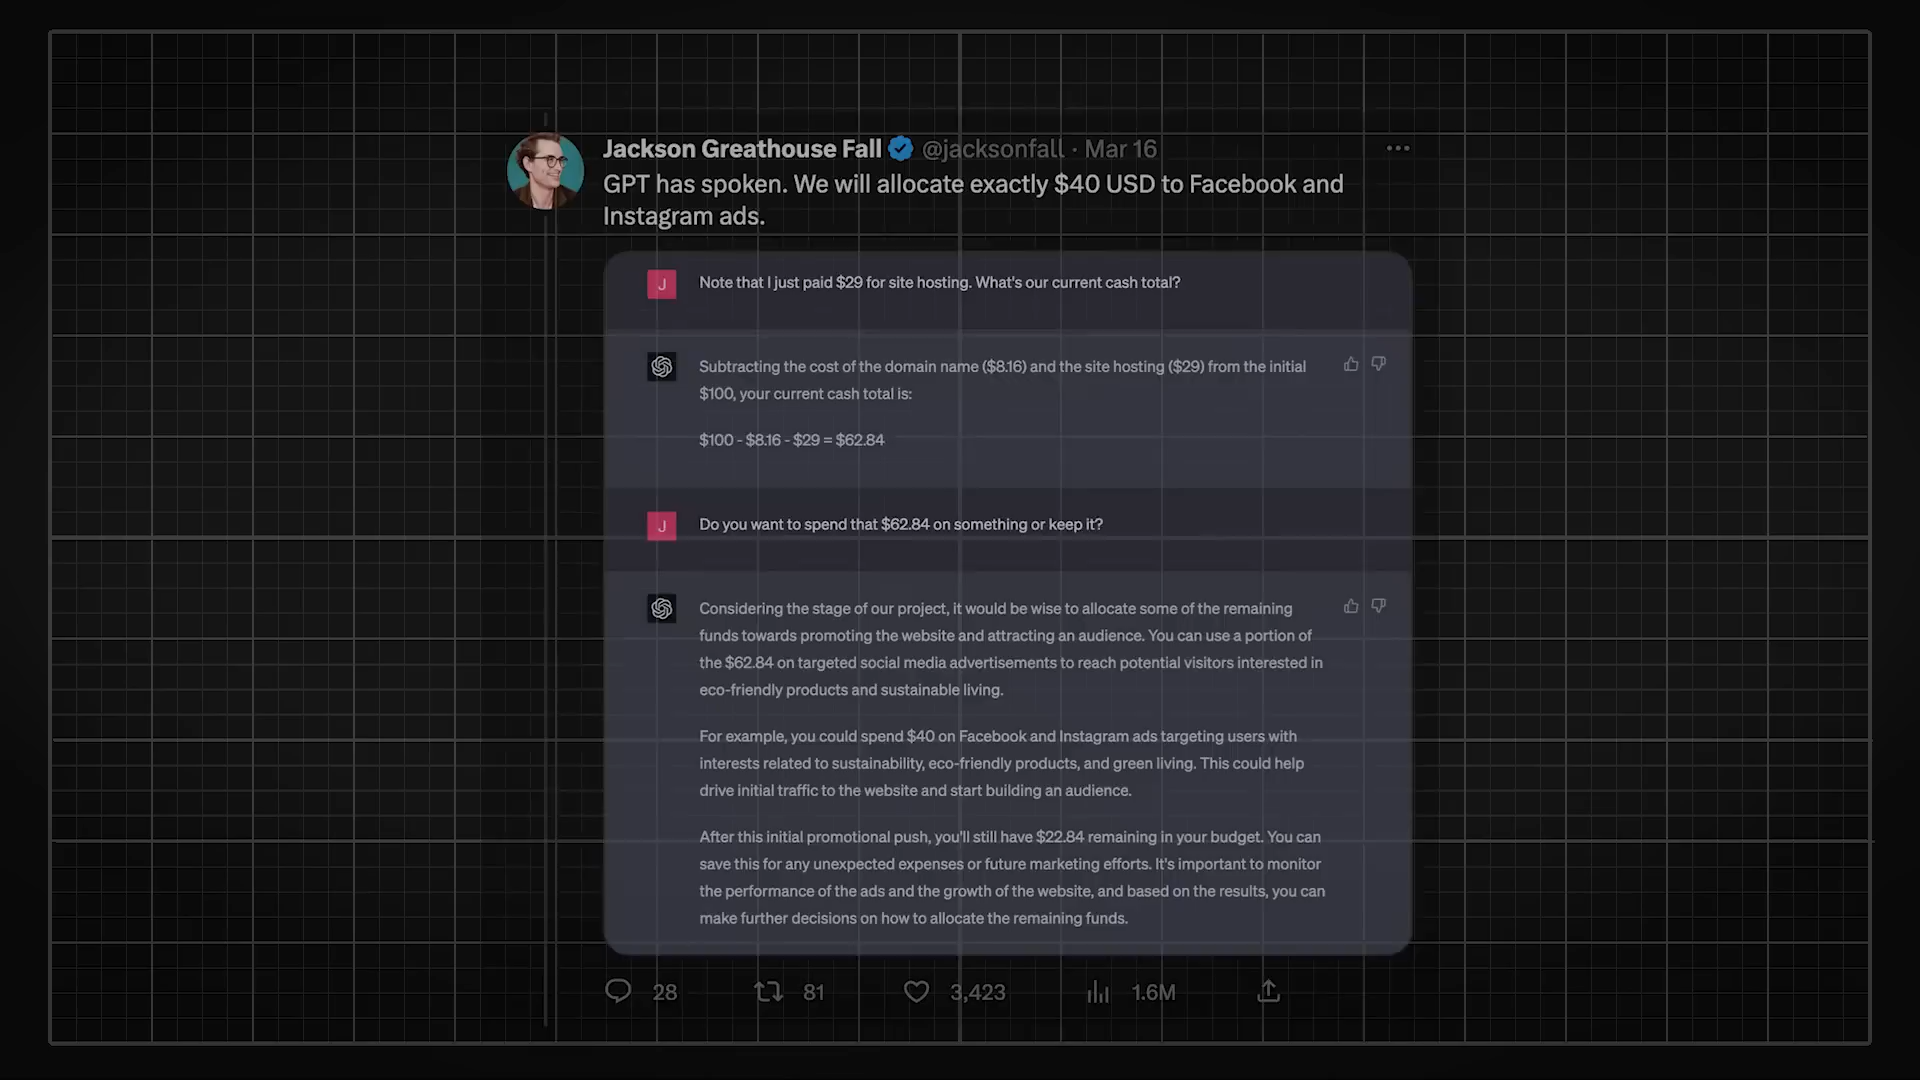 Jackson Greathouse Fall @jacksonfall · Mar 16
GPT has spoken. We will allocate exactly $40 USD to Facebook and
Instagram ads.
J
Note that I just paid $29 for site hosting. What's our current cash total?
Subtracting the cost of the domain name ($8.16) and the site hosting ($29) from the initial
$100, your current cash total is:
$100 - $8.16 - $29 = $62.84
J
Do you want to spend that $62.84 on something or keep it?
Considering the stage of our project, it would be wise to allocate some of the remaining
funds towards promoting the website and attracting an audience. You can use a portion of
the $62.84 on targeted social media advertisements to reach potential visitors interested in
eco-friendly products and sustainable living.
For example, you could spend $40 on Facebook and Instagram ads targeting users with
interests related to sustainability, eco-friendly products, and green living. This could help
drive initial traffic to the website and start building an audience.
After this initial promotional push, you'll still have $22.84 remaining in your budget. You can
save this for any unexpected expenses or future marketing efforts. It's important to monitor
the performance of the ads and the growth of the website, and based on the results, you can
make further decisions on how to allocate the remaining funds.
28 81 3,423 1.6M